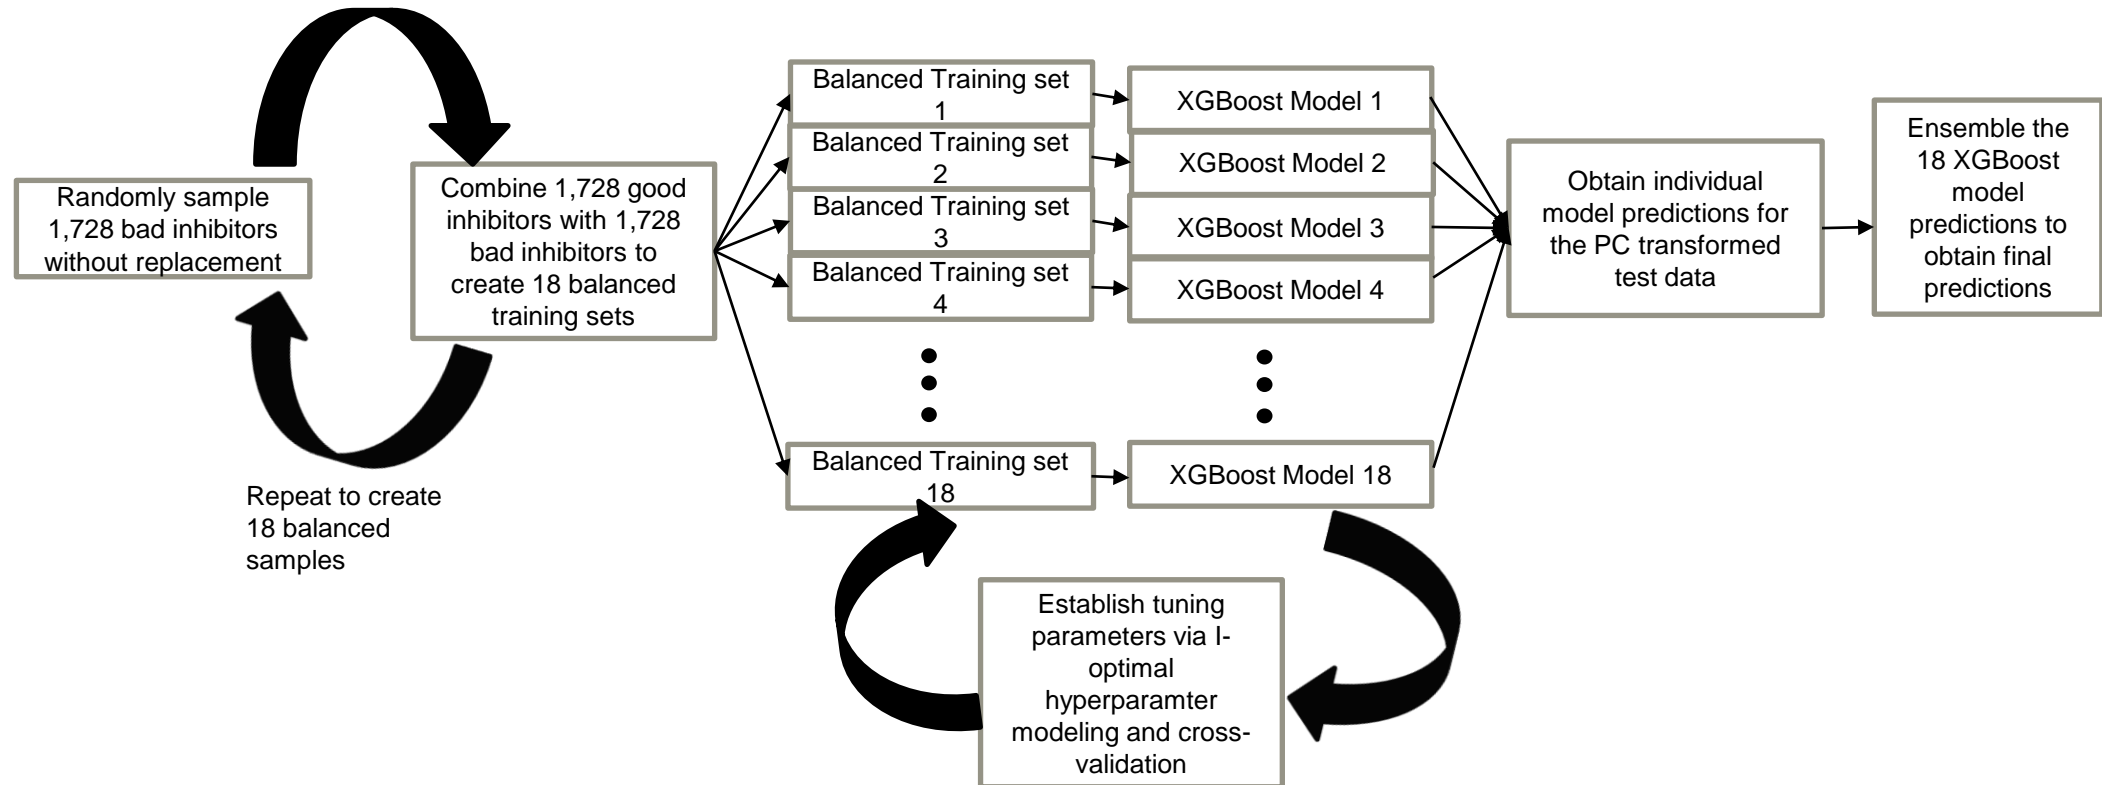 Randomly sample
1,728 bad inhibitors
without replacement
Combine 1,728 good
inhibitors with 1,728
bad inhibitors to
create 18 balanced
training sets
Repeat to create
18 balanced
samples
Balanced Training set
1
XGBoost Model 1
Balanced Training set
2
XGBoost Model 2
Balanced Training set
3
XGBoost Model 3
Balanced Training set
4
XGBoost Model 4
Balanced Training set
18
XGBoost Model 18
Establish tuning
parameters via I-
optimal
hyperparamter
modeling and cross-
validation
Obtain individual
model predictions for
the PC transformed
test data
Ensemble the
18 XGBoost
model
predictions to
obtain final
predictions